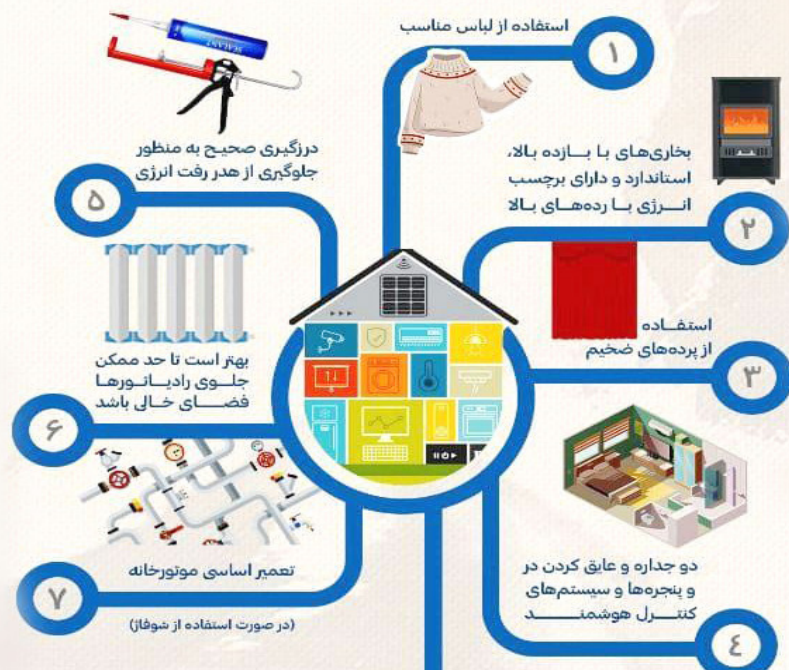 ۱
استفاده از لباس مناسب
۲
بخاری‌های با بازده بالا،
استاندارد و دارای برچسب
انرژی با رده‌های بالا
۳
استفاده
از پرده‌های ضخیم
٤
دو جداره و عایق کردن در
و پنجره‌ها و سیستم‌های
کنترل هوشمند
۵
درزگیری صحیح به منظور
جلوگیری از هدر رفت انرژی
۶
بهتر است تا حد ممکن
جلوی رادیاتورها
فضای خالی باشد
۷
تعمیر اساسی موتورخانه
(در صورت استفاده از شوفاژ)
SEALANT